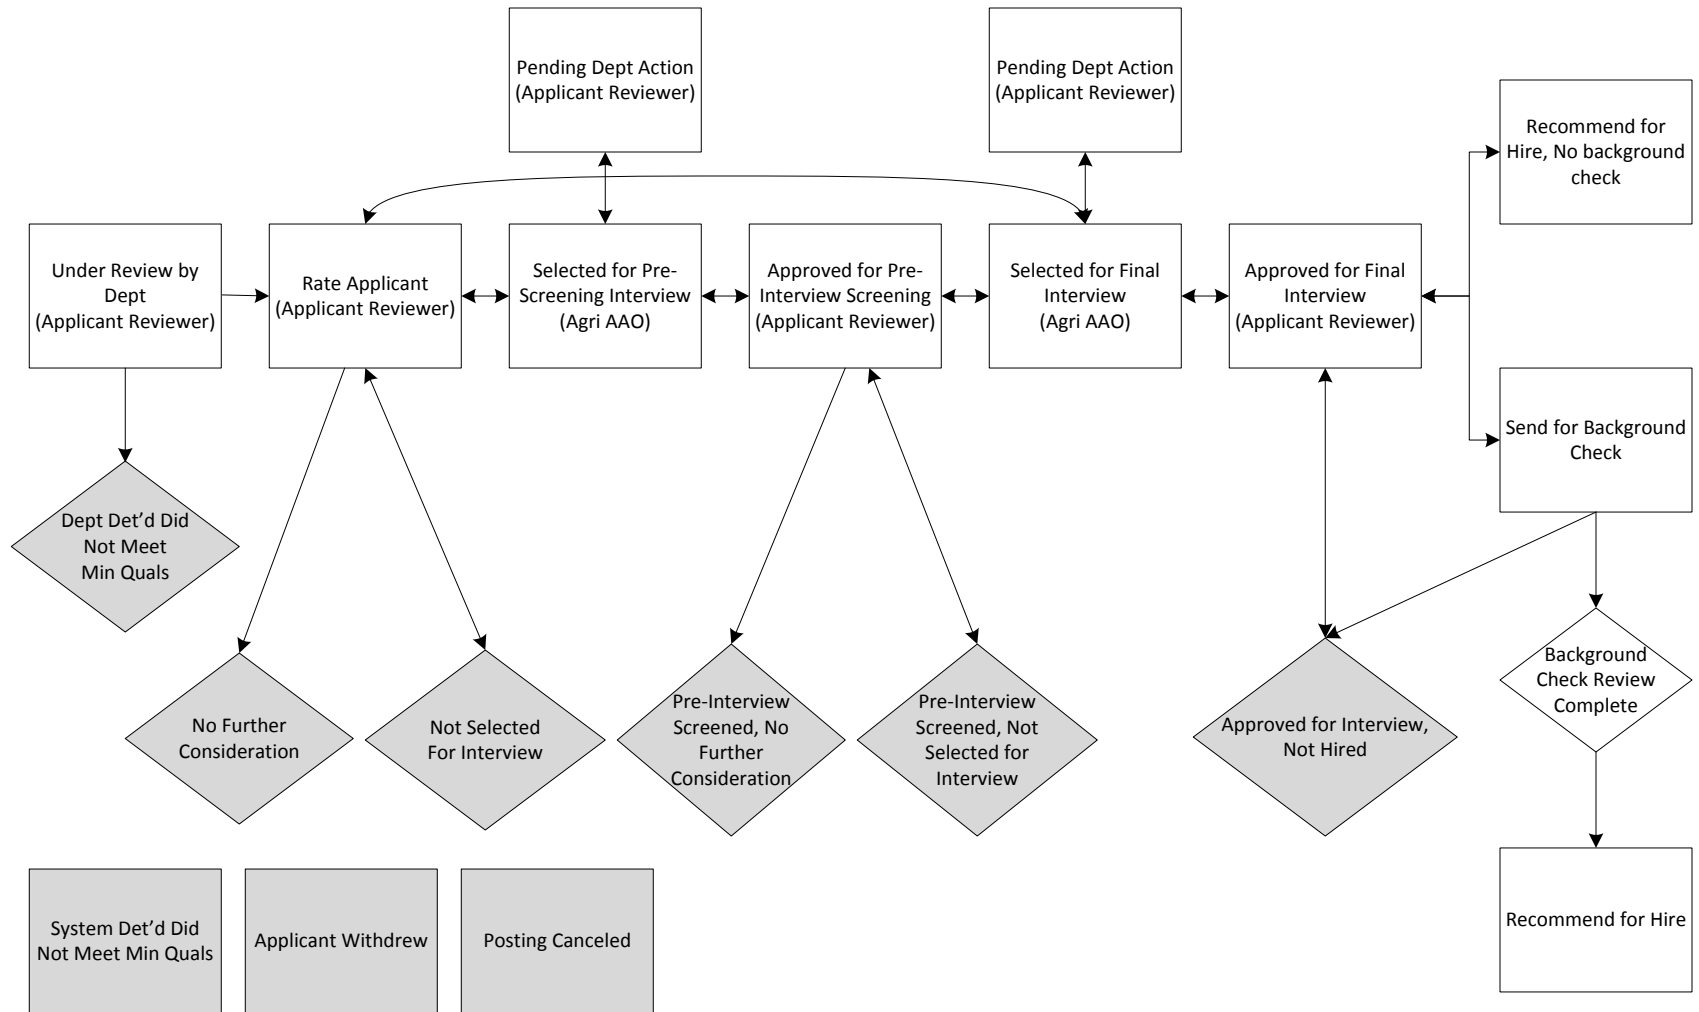 Pending Dept Action
(Applicant Reviewer)
Pending Dept Action
(Applicant Reviewer)
Recommend for
Hire, No background
check
Under Review by
Dept
(Applicant Reviewer)
Rate Applicant
(Applicant Reviewer)
Selected for Pre-
Screening Interview
(Agri AAO)
Approved for Pre-
Interview Screening
(Applicant Reviewer)
Selected for Final
Interview
(Agri AAO)
Approved for Final
Interview
(Applicant Reviewer)
Send for Background
Check
Dept Det’d Did
Not Meet
Min Quals
No Further
Consideration
Not Selected
For Interview
Pre-Interview
Screened, No
Further
Consideration
Pre-Interview
Screened, Not
Selected for
Interview
Approved for Interview,
Not Hired
Background
Check Review
Complete
System Det’d Did
Not Meet Min Quals
Applicant Withdrew
Posting Canceled
Recommend for Hire